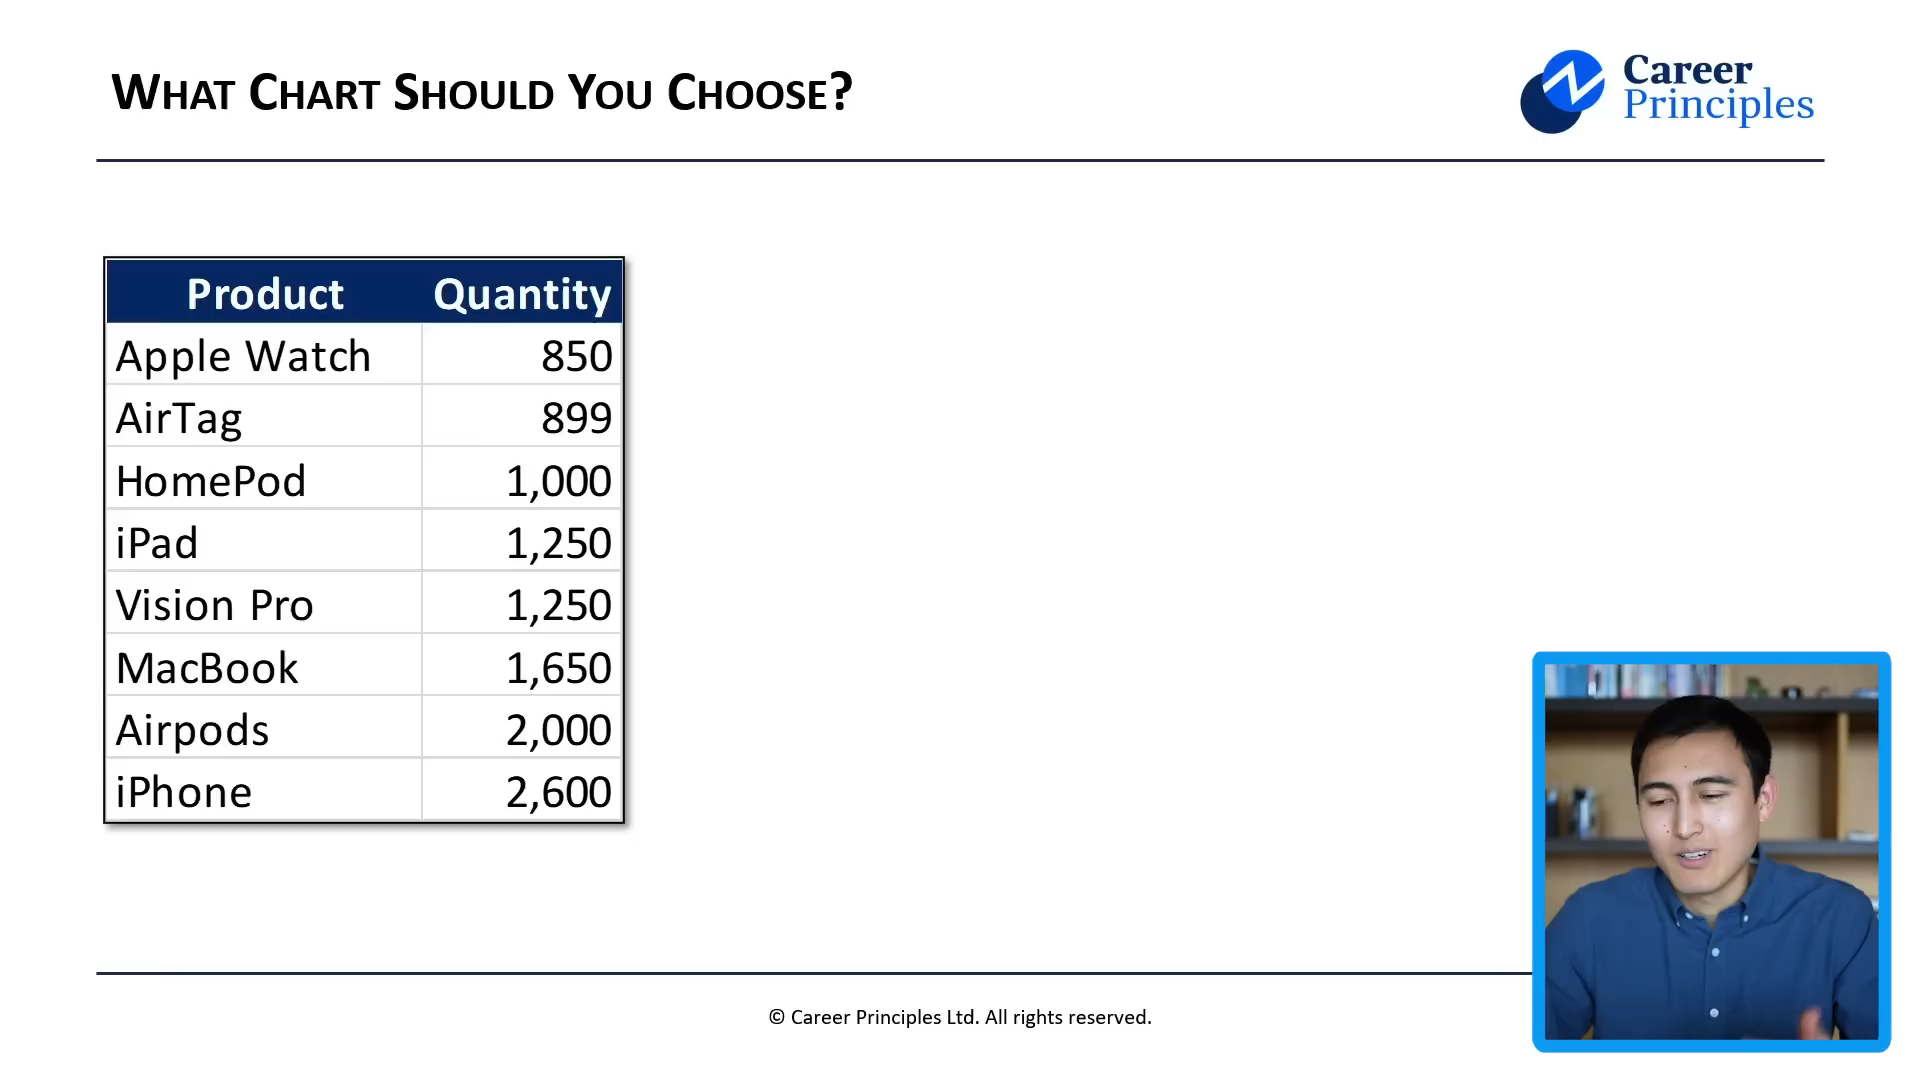 WHAT CHART SHOULD YOU CHOOSE?
Career
Principles
Product Quantity
Apple Watch 850
AirTag 899
HomePod 1,000
iPad 1,250
Vision Pro 1,250
MacBook 1,650
Airpods 2,000
iPhone 2,600
© Career Principles Ltd. All rights reserved.